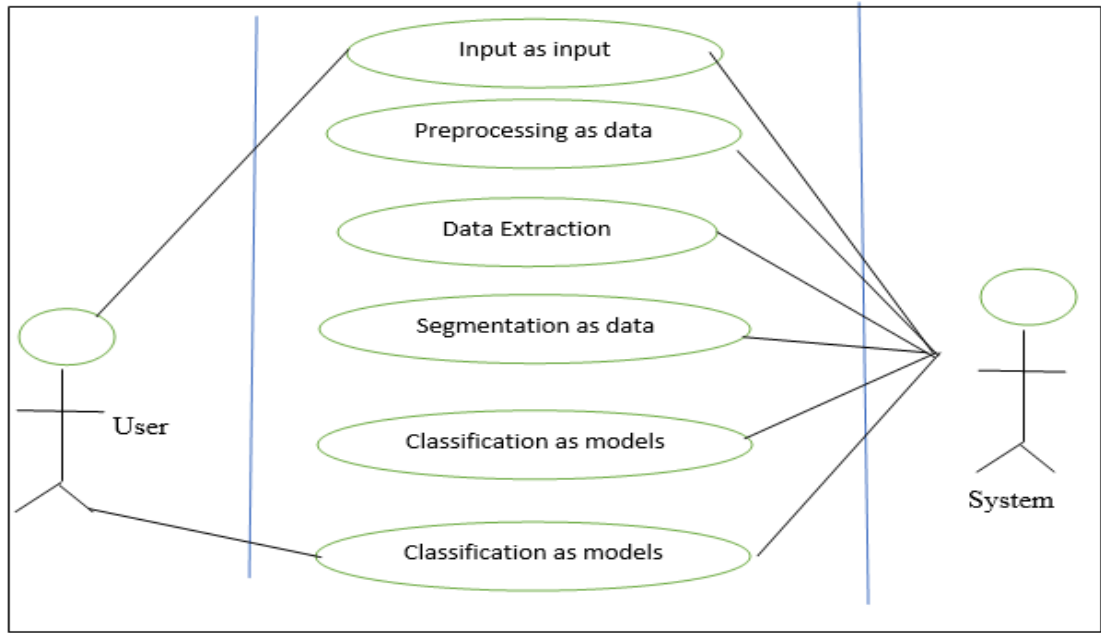 Input as input
Preprocessing as data
Data Extraction
Segmentation as data
User
Classification as models
System
Classification as models